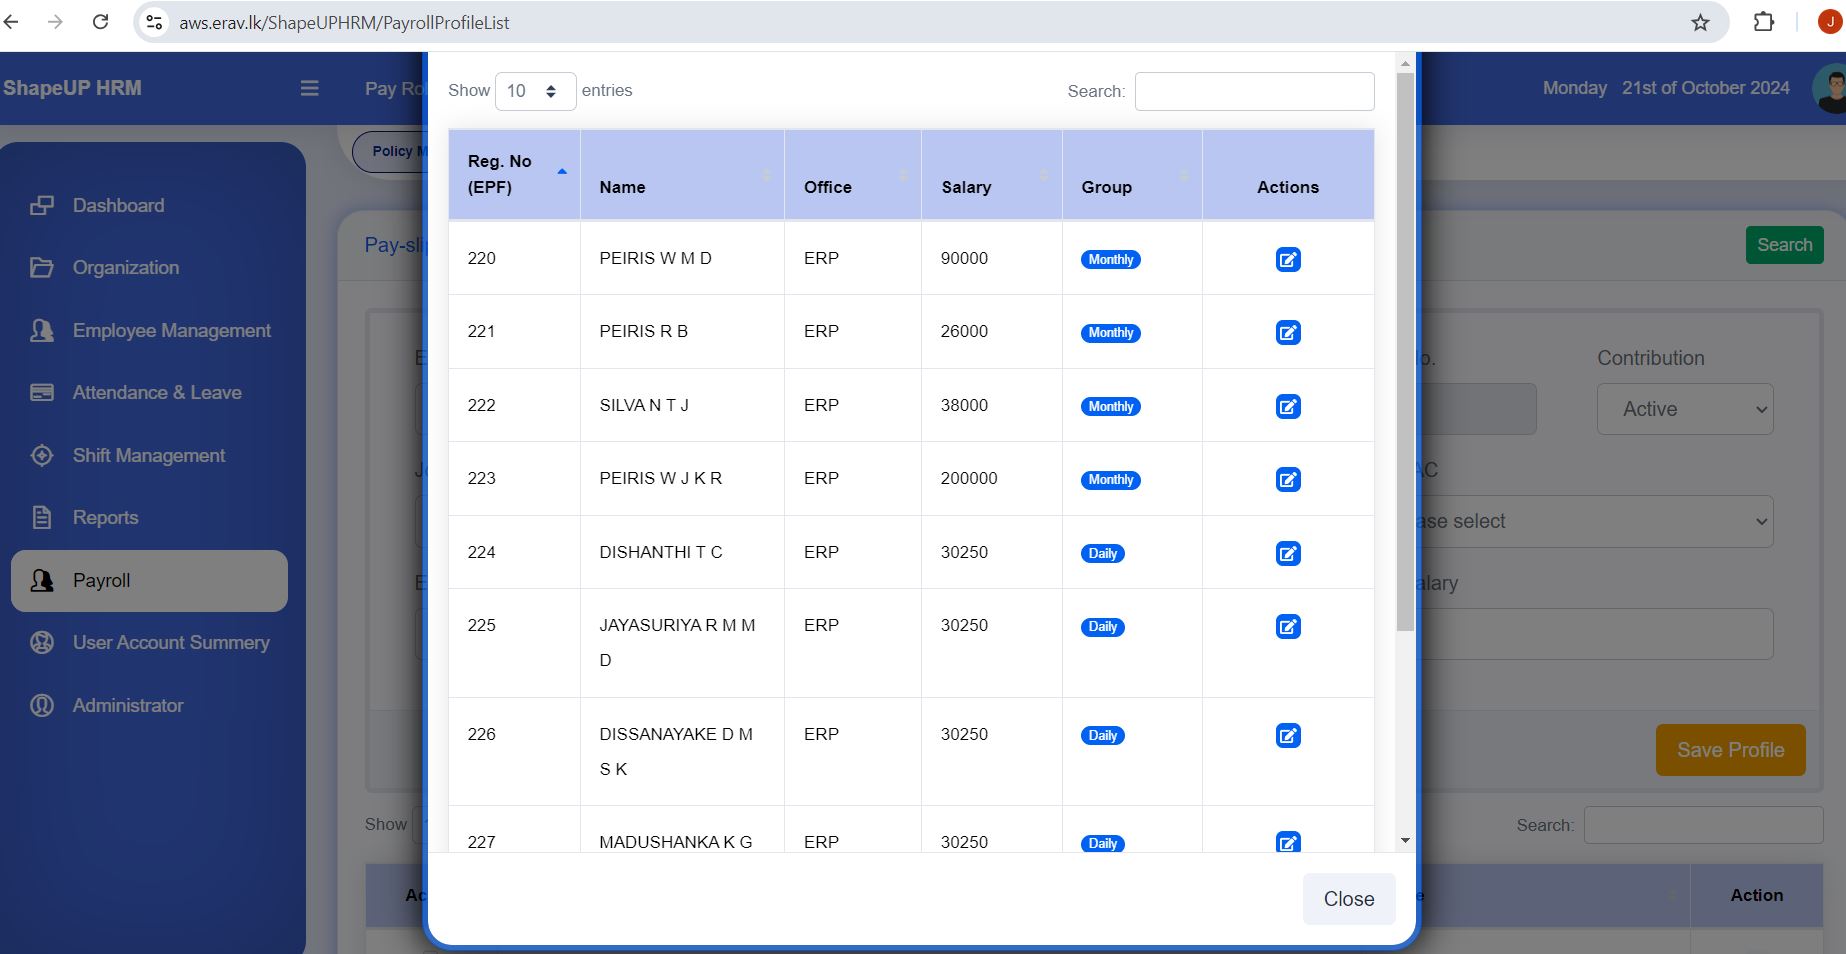 aws.erav.lk/ShapeUPHRM/PayrollProfileList
J
ShapeUP HRM
Pay Ro
Monday 21st of October 2024
Show 10 entries
Search:
Policy M
Reg. No
(EPF)
Name
Office
Salary
Group
Actions
220 PEIRIS W M D ERP 90000 Monthly
221 PEIRIS R B ERP 26000 Monthly
222 SILVA N T J ERP 38000 Monthly
223 PEIRIS W J K R ERP 200000 Monthly
224 DISHANTHI T C ERP 30250 Daily
225 JAYASURIYA R M M ERP 30250 Daily
D
226 DISSANAYAKE D M ERP 30250 Daily
S K
227 MADUSHANKA K G ERP 30250 Daily
Close
Dashboard
Organization
Employee Management
Attendance & Leave
Shift Management
Reports
Payroll
User Account Summery
Administrator
Pay-sli
Search
o.
Contribution
Active
AC
ase select
alary
Save Profile
Show
Search:
Ac
e
Action